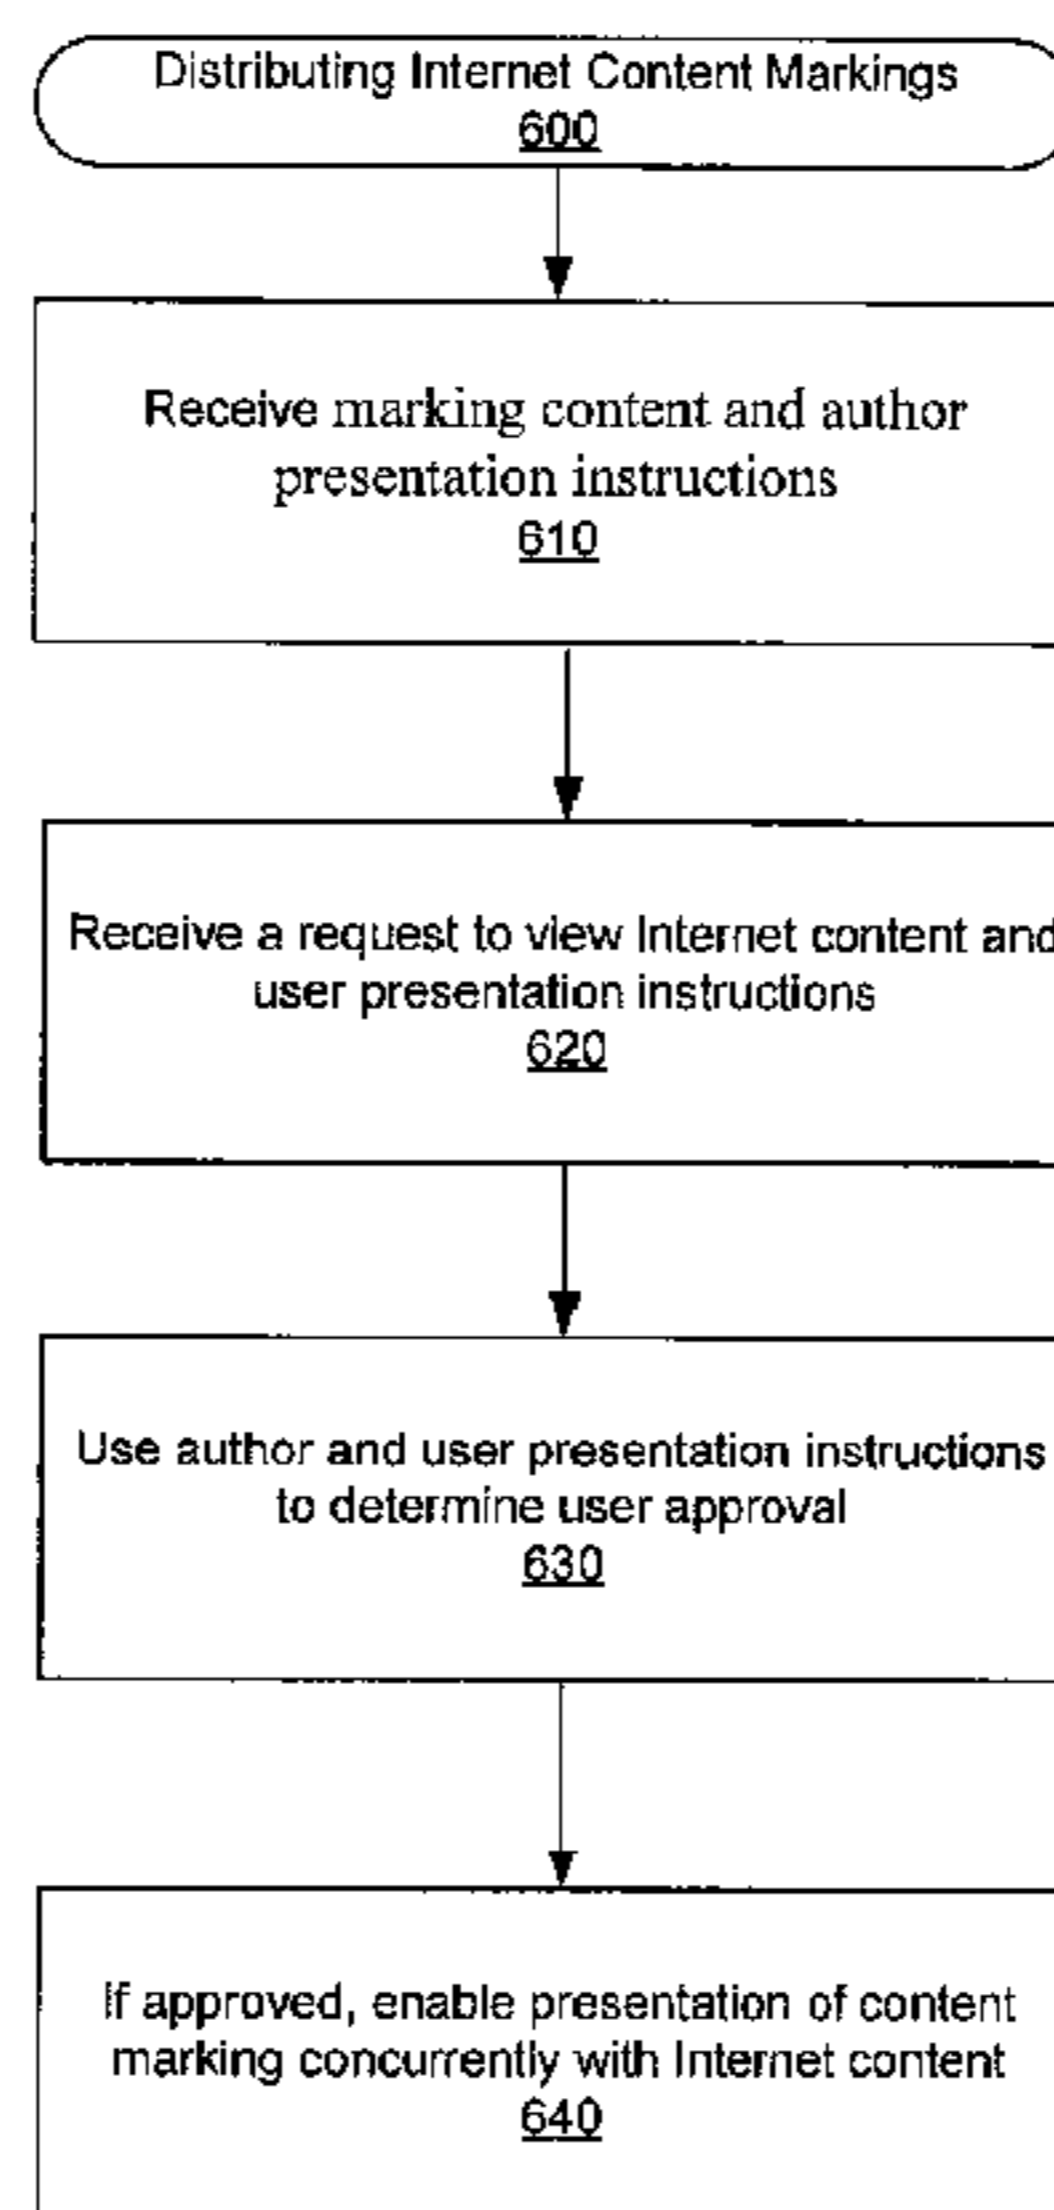 Distributing Internet Content Markings
600
Receive marking content and author
presentation instructions
610
Receive a request to view Internet content and
user presentation instructions
620
Use author and user presentation instructions
to determine user approval
630
If approved, enable presentation of content
marking concurrently with Internet content
640